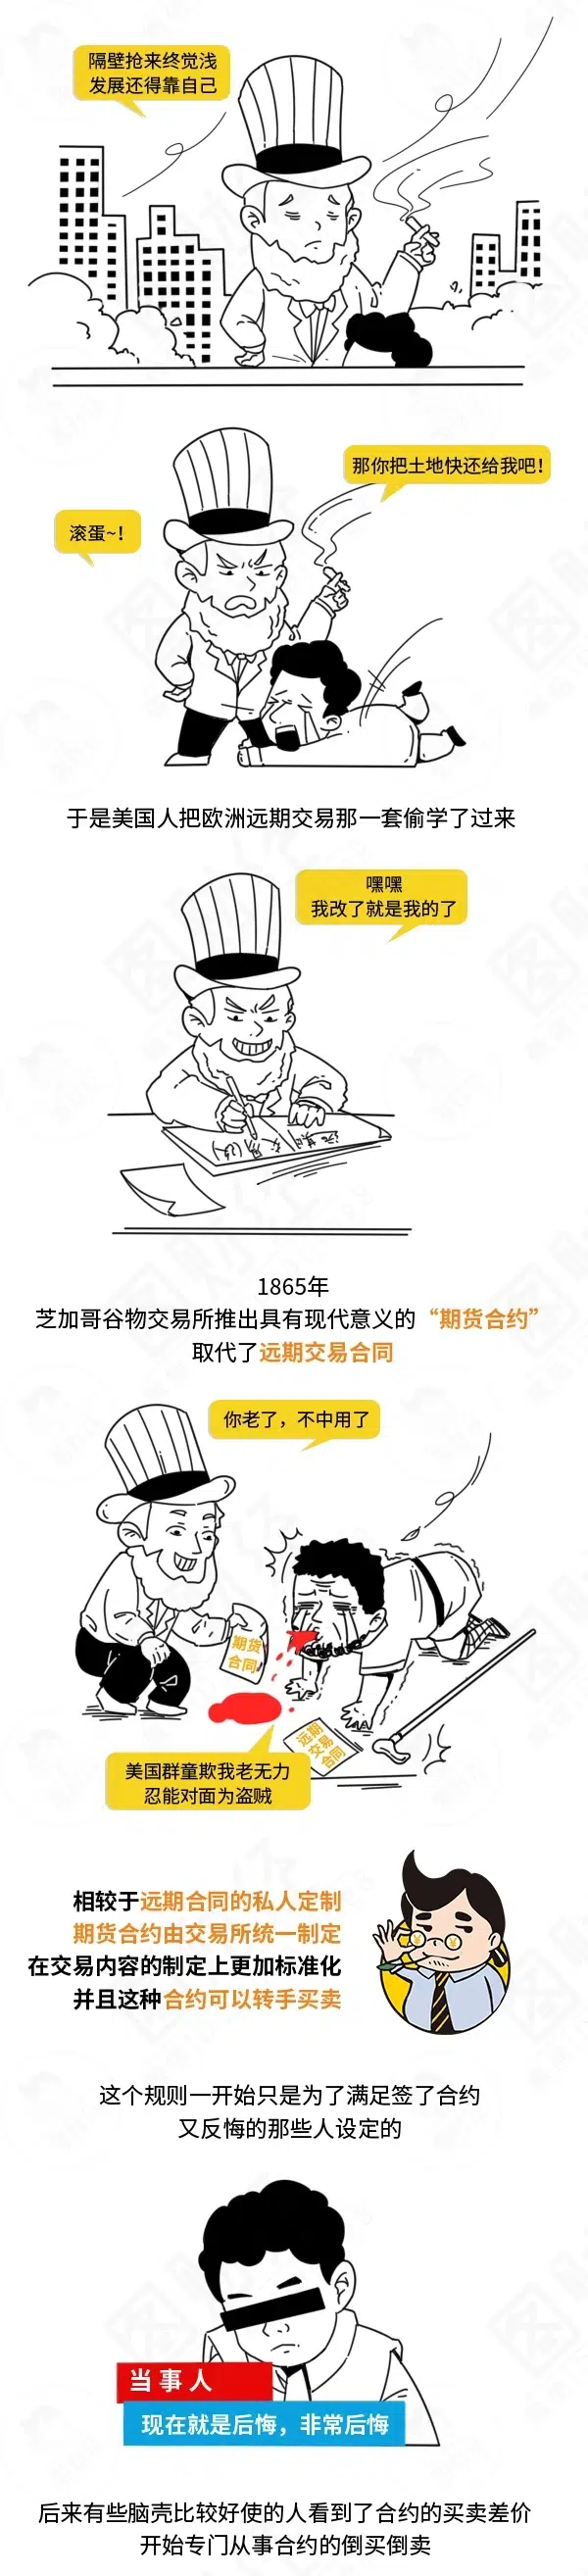 隔壁抢来终觉浅
发展还得靠自己
那你把土地快还给我吧！
滚蛋~！
于是美国人把欧洲远期交易那一套偷学了过来
嘿嘿
我改了就是我的了
1865年
芝加哥谷物交易所推出具有现代意义的“期货合约”
取代了远期交易合同
你老了，不中用了
期货
合同
远期
交易
合同
美国群童欺我老无力
忍能对面为盗贼
相较于远期合同的私人定制
期货合约由交易所统一制定
在交易内容的制定上更加标准化
并且这种合约可以转手买卖
这个规则一开始只是为了满足签了合约
又反悔的那些人设定的
当事人
现在就是后悔，非常后悔
后来有些脑壳比较好使的人看到了合约的买卖差价
开始专门从事合约的倒买倒卖